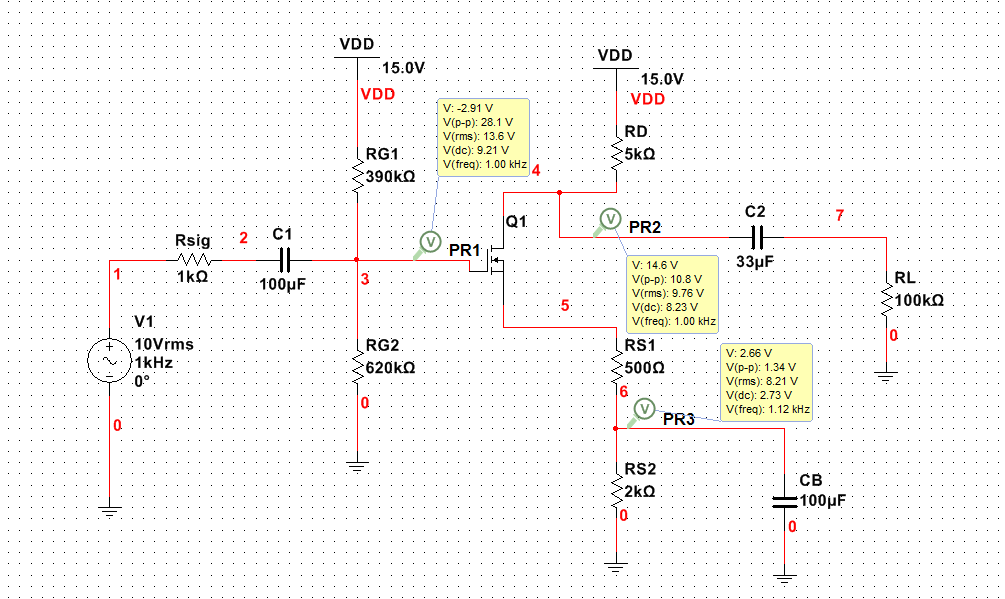 VDD
15.0V
VDD
VDD
15.0V
VDD
V: -2.91 V
V(p-p): 28.1 V
V(rms): 13.6 V
V(dc): 9.21 V
V(freq): 1.00 kHz
RD
5kΩ
RG1
390kΩ
4
Q1
PR1
PR2
C2
33µF
7
Rsig
1kΩ
2
C1
100µF
1
3
V: 14.6 V
V(p-p): 10.8 V
V(rms): 9.76 V
V(dc): 8.23 V
V(freq): 1.00 kHz
RL
100kΩ
0
5
V1
10Vrms
1kHz
0°
0
RG2
620kΩ
0
RS1
500Ω
6
V: 2.66 V
V(p-p): 1.34 V
V(rms): 8.21 V
V(dc): 2.73 V
V(freq): 1.12 kHz
PR3
RS2
2kΩ
0
CB
100µF
0